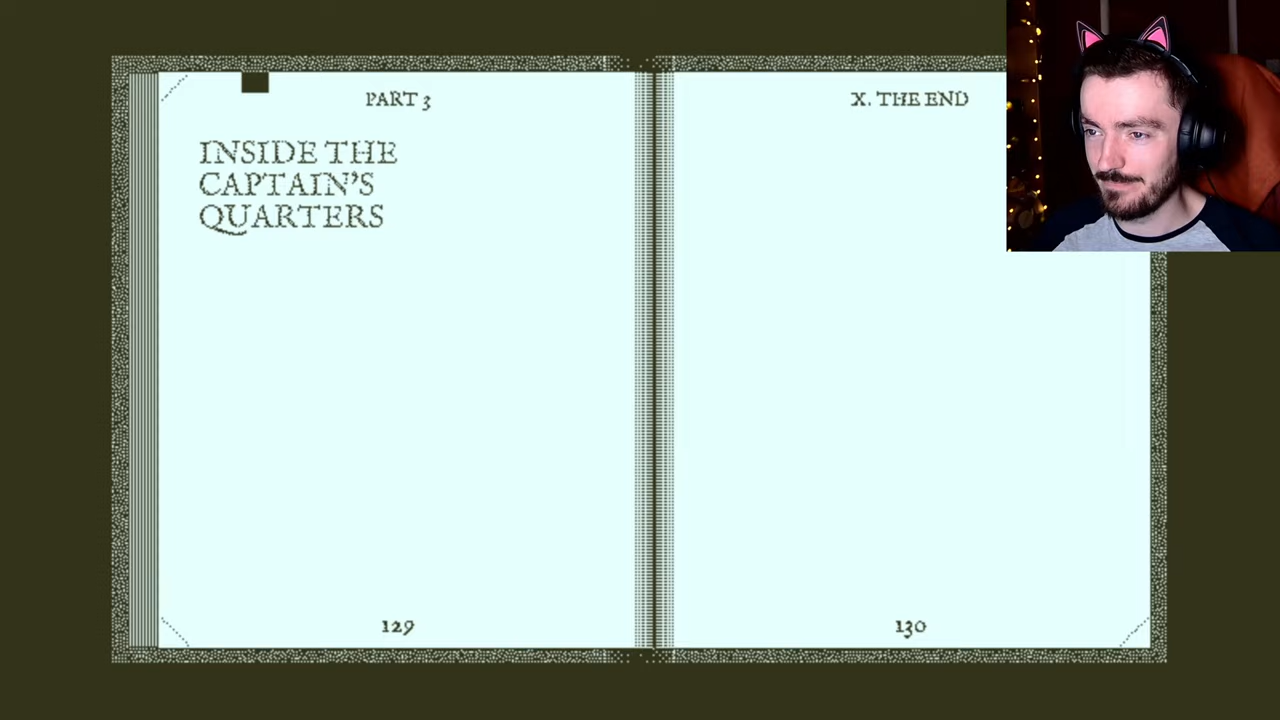 PART 3
INSIDE THE
CAPTAIN'S
QUARTERS
129
X. THE END
130